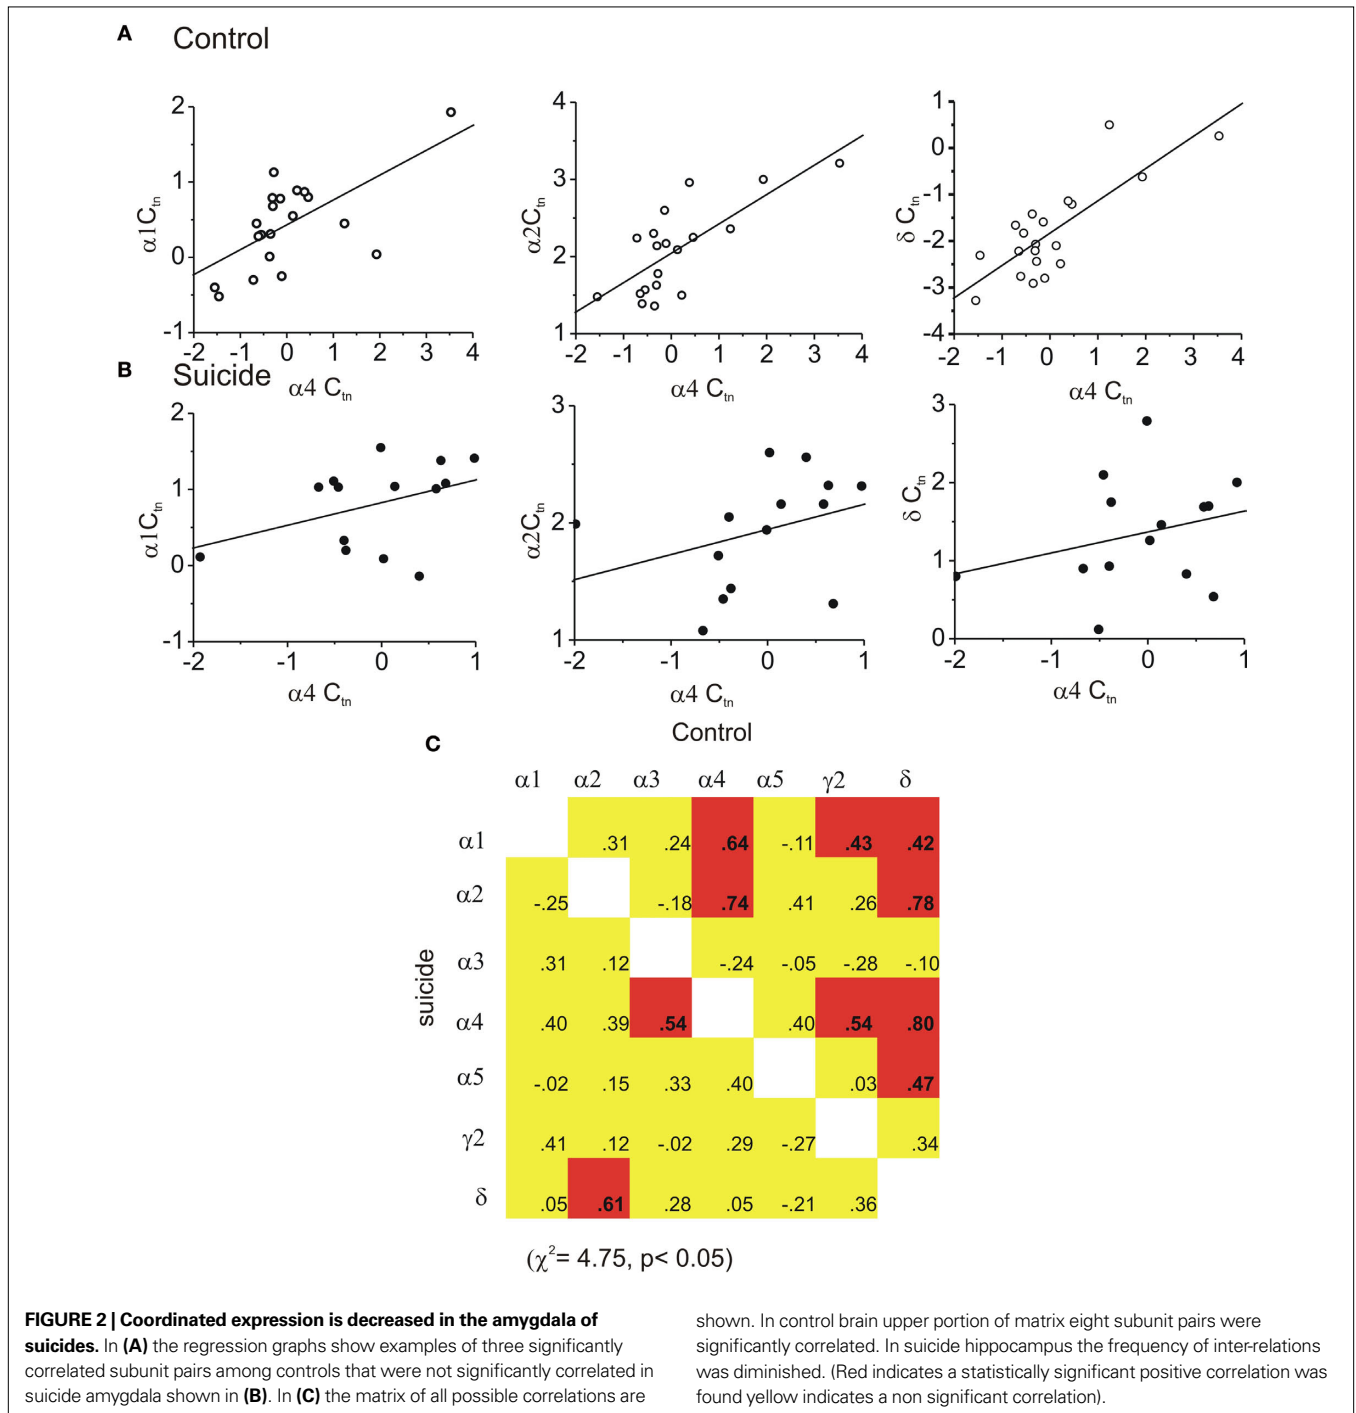 A Control
2
1
0
-1
α1C_tn
-2 -1 0 1 2 3 4
α4 C_tn
4
3
2
1
α2C_tn
-2 -1 0 1 2 3 4
α4 C_tn
1
0
-1
-2
-3
-4
δ C_tn
-2 -1 0 1 2 3 4
α4 C_tn
B Suicide
2
1
0
-1
α1C_tn
-2 -1 0 1
α4 C_tn
3
2
1
α2C_tn
-2 -1 0 1
α4 C_tn
3
2
1
0
δ C_tn
-2 -1 0 1
α4 C_tn
C
Control
α1 α2 α3 α4 α5 γ2 δ
suicide
α1 .31 .24 .64 -.11 .43 .42
α2 -.25 -.18 .74 .41 .26 .78
α3 .31 .12 -.24 -.05 -.28 -.10
α4 .40 .39 .54 .40 .54 .80
α5 -.02 .15 .33 .40 .03 .47
γ2 .41 .12 -.02 .29 -.27 .34
δ .05 .61 .28 .05 -.21 .36
(χ²= 4.75, p< 0.05)
FIGURE 2 | Coordinated expression is decreased in the amygdala of
suicides. In (A) the regression graphs show examples of three significantly
correlated subunit pairs among controls that were not significantly correlated in
suicide amygdala shown in (B). In (C) the matrix of all possible correlations are
shown. In control brain upper portion of matrix eight subunit pairs were
significantly correlated. In suicide hippocampus the frequency of inter-relations
was diminished. (Red indicates a statistically significant positive correlation was
found yellow indicates a non significant correlation).